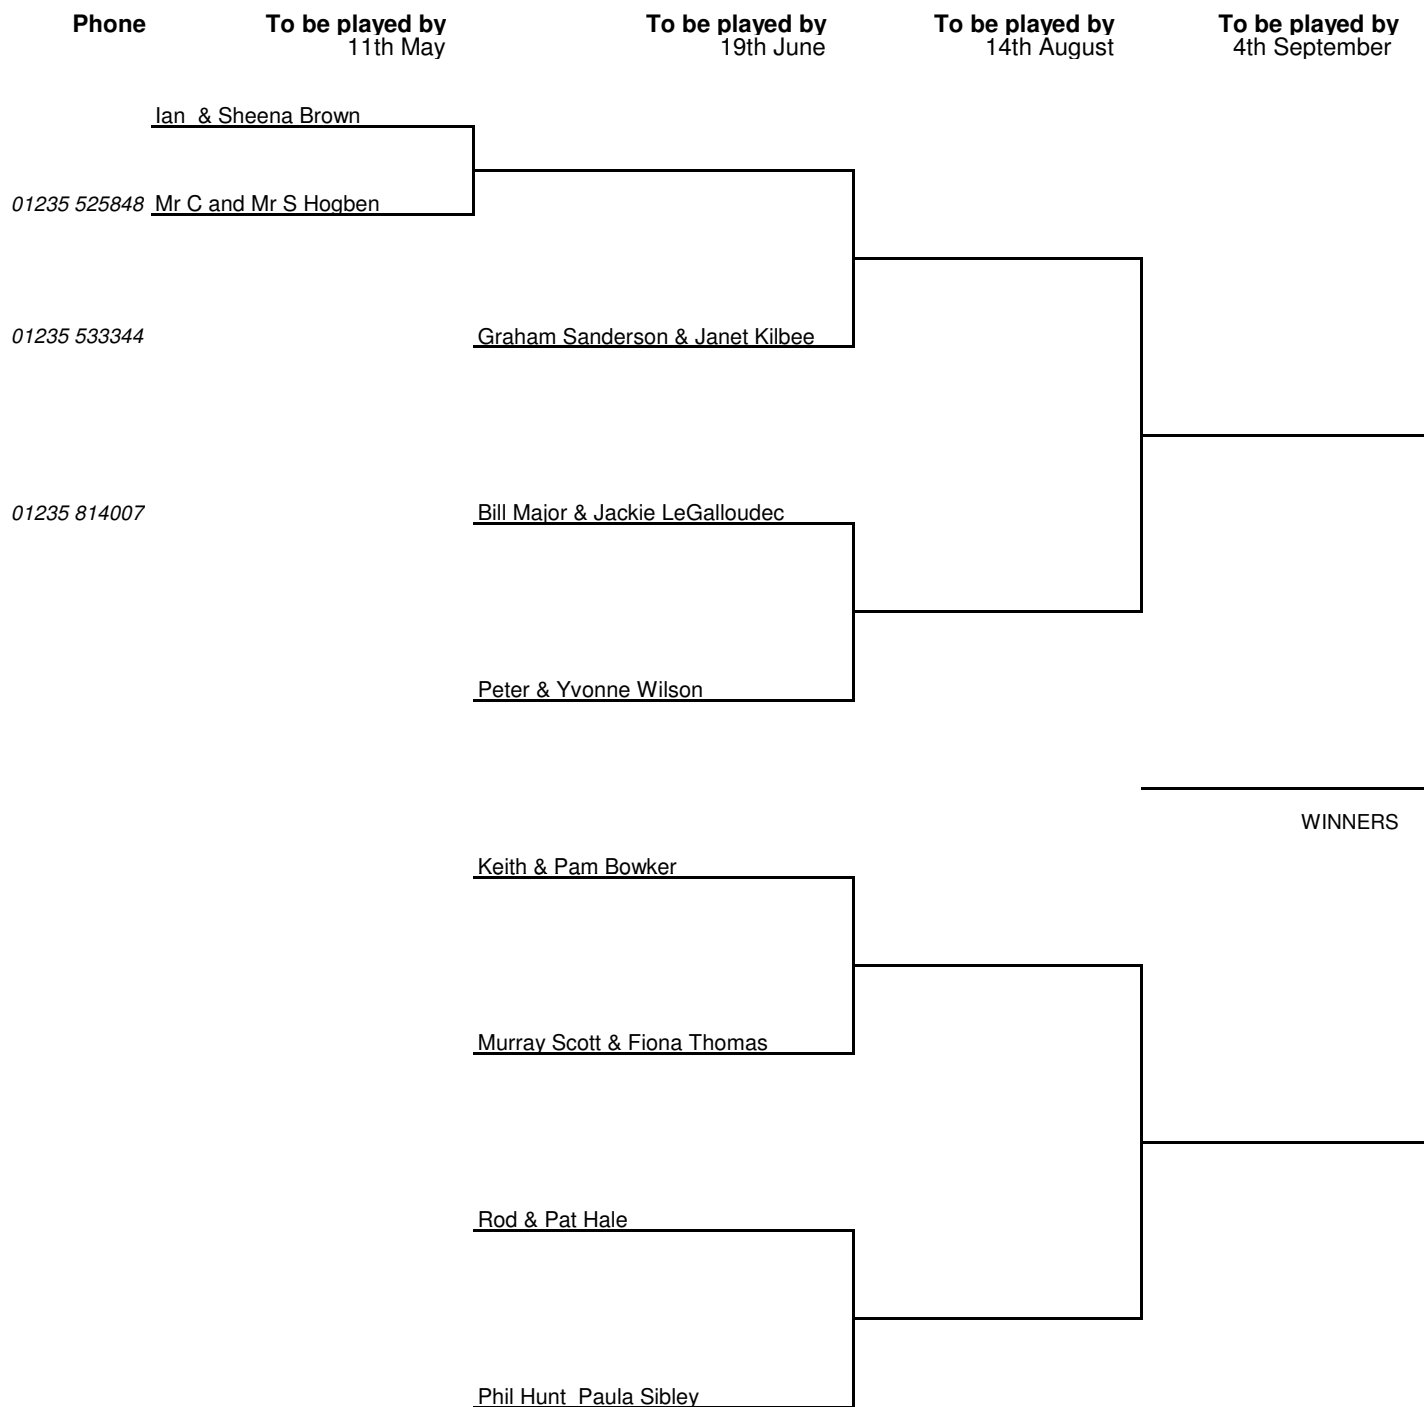 Phone To be played by To be played by To be played by To be played by
11th May 19th June 14th August 4th September
Ian & Sheena Brown
01235 525848 Mr C and Mr S Hogben
01235 533344 Graham Sanderson & Janet Kilbee
01235 814007 Bill Major & Jackie LeGalloudec
Peter & Yvonne Wilson
WINNERS
Keith & Pam Bowker
Murray Scott & Fiona Thomas
Rod & Pat Hale
Phil Hunt Paula Sibley